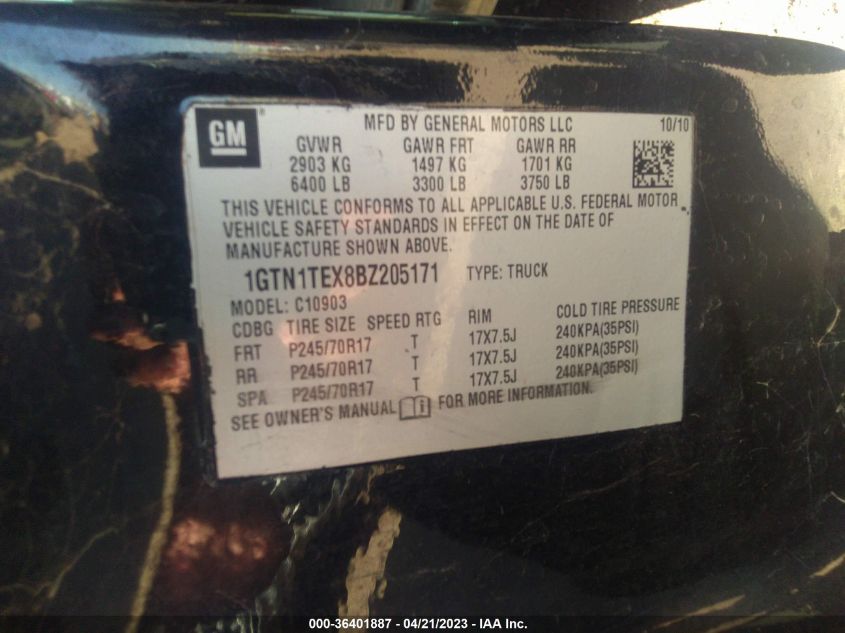 GM
MFD BY GENERAL MOTORS LLC 10/10
GVWR GAWR FRT GAWR RR
2903 KG 1497 KG 1701 KG
6400 LB 3300 LB 3750 LB
THIS VEHICLE CONFORMS TO ALL APPLICABLE U.S. FEDERAL MOTOR
VEHICLE SAFETY STANDARDS IN EFFECT ON THE DATE OF
MANUFACTURE SHOWN ABOVE.
1GTN1TEX8BZ205171 TYPE: TRUCK
MODEL: C10903
CDBG TIRE SIZE SPEED RTG RIM COLD TIRE PRESSURE
FRT P245/70R17 T 17X7.5J 240KPA(35PSI)
RR P245/70R17 T 17X7.5J 240KPA(35PSI)
SPA P245/70R17 T 17X7.5J 240KPA(35PSI)
SEE OWNER'S MANUAL i FOR MORE INFORMATION.
000-36401887 - 04/21/2023 - IAA Inc.